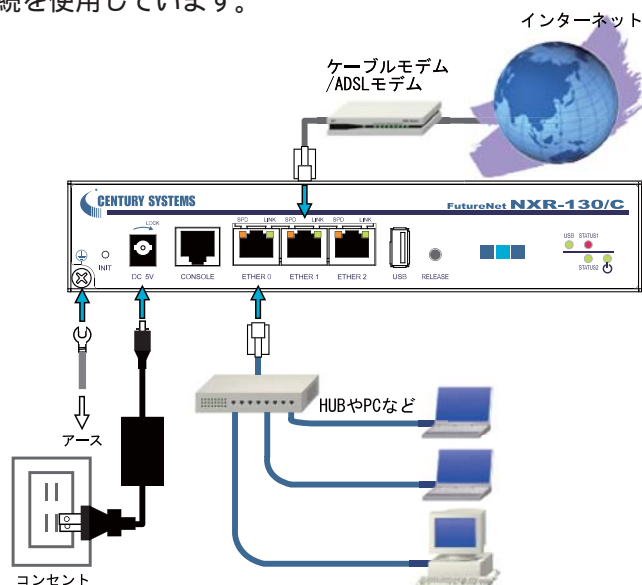 続を使用しています。
インターネット
ケーブルモデム
/ADSLモデム
CENTURY SYSTEMS
FutureNet NXR-130/C
LOCK
SPD LINK SPD LINK SPD LINK
USB STATUS1
INIT
DC 5V
CONSOLE
ETHER 0
ETHER 1
ETHER 2
USB
RELEASE
STATUS2
HUBやPCなど
アース
コンセント